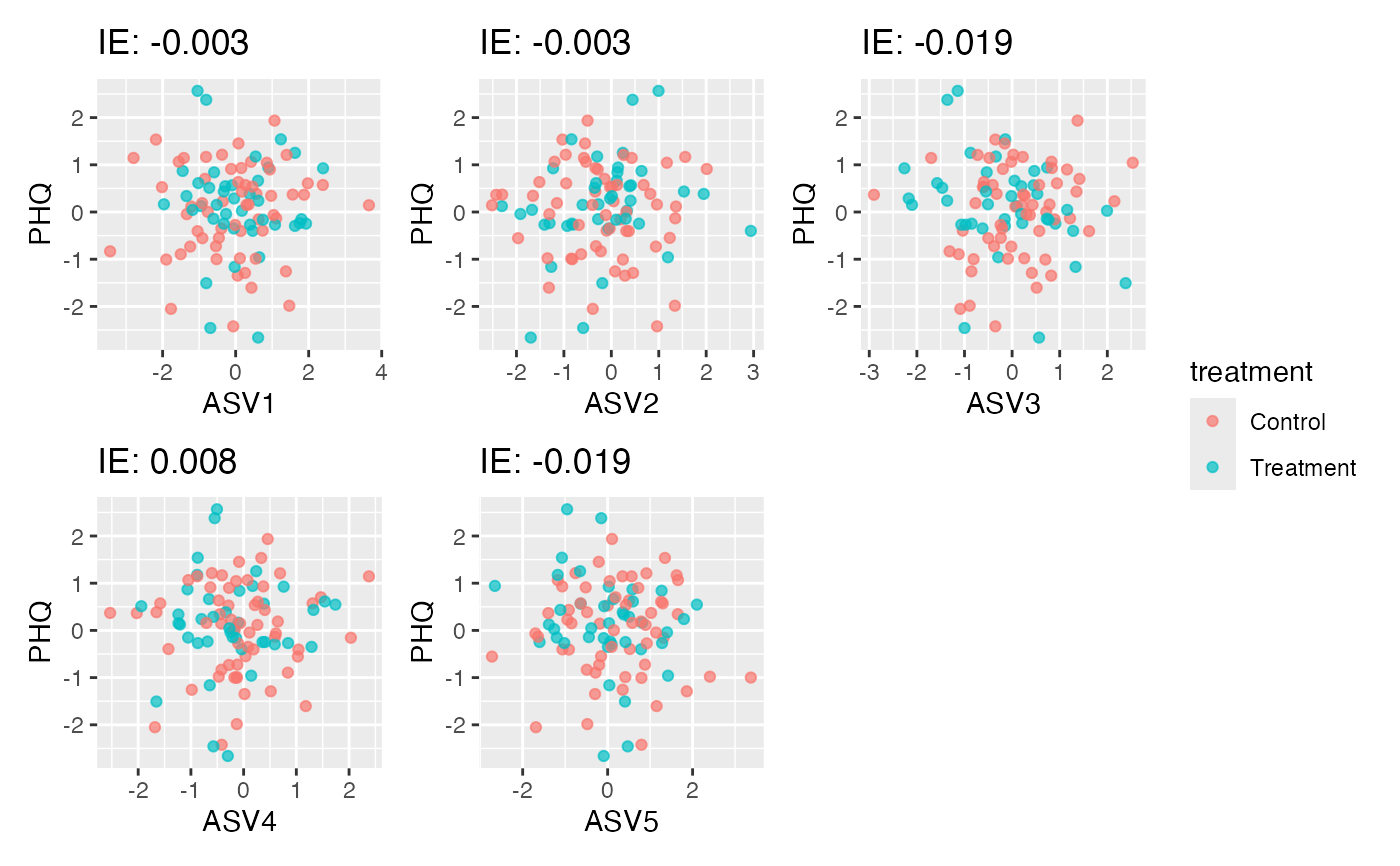 IE: -0.003
IE: -0.003
IE: -0.019
PHQ
2
1
0
-1
-2
-2 0 2 4
ASV1
PHQ
2
1
0
-1
-2
-2 -1 0 1 2 3
ASV2
PHQ
2
1
0
-1
-2
-3 -2 -1 0 1 2
ASV3
treatment
Control
Treatment
IE: 0.008
IE: -0.019
PHQ
2
1
0
-1
-2
-2 -1 0 1 2
ASV4
PHQ
2
1
0
-1
-2
-2 0 2
ASV5